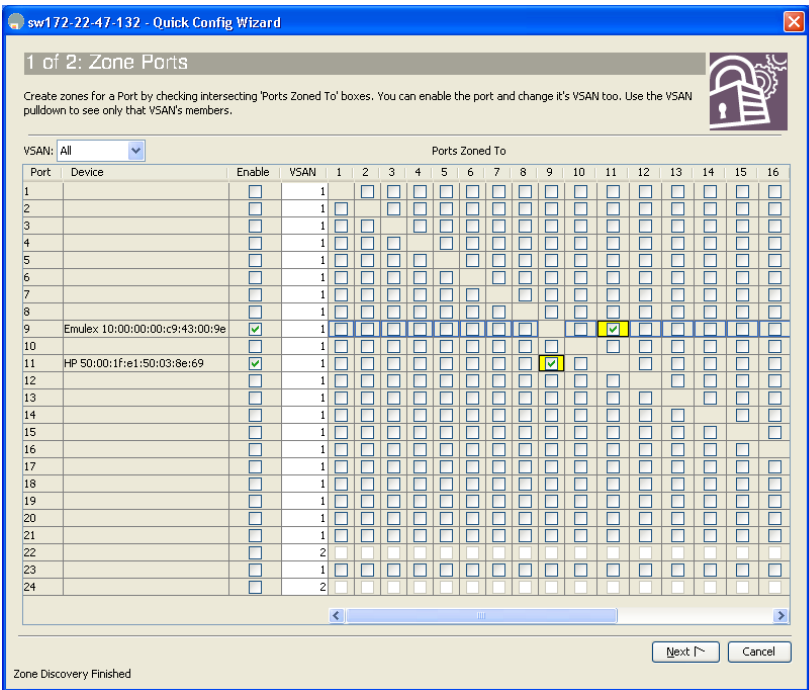 sw172-22-47-132 - Quick Config Wizard
1 of 2: Zone Ports
Create zones for a Port by checking intersecting 'Ports Zoned To' boxes. You can enable the port and change it's VSAN too. Use the VSAN
pulldown to see only that VSAN's members.
VSAN: All Ports Zoned To
Port Device Enable VSAN 1 2 3 4 5 6 7 8 9 10 11 12 13 14 15 16
1 1
2 1
3 1
4 1
5 1
6 1
7 1
8 1
9 Emulex 10:00:00:00:c9:43:00:9e 1
10 1
11 HP 50:00:1f:e1:50:03:8e:69 1
12 1
13 1
14 1
15 1
16 1
17 1
18 1
19 1
20 1
21 1
22 2
23 1
24 2
Next Cancel
Zone Discovery Finished